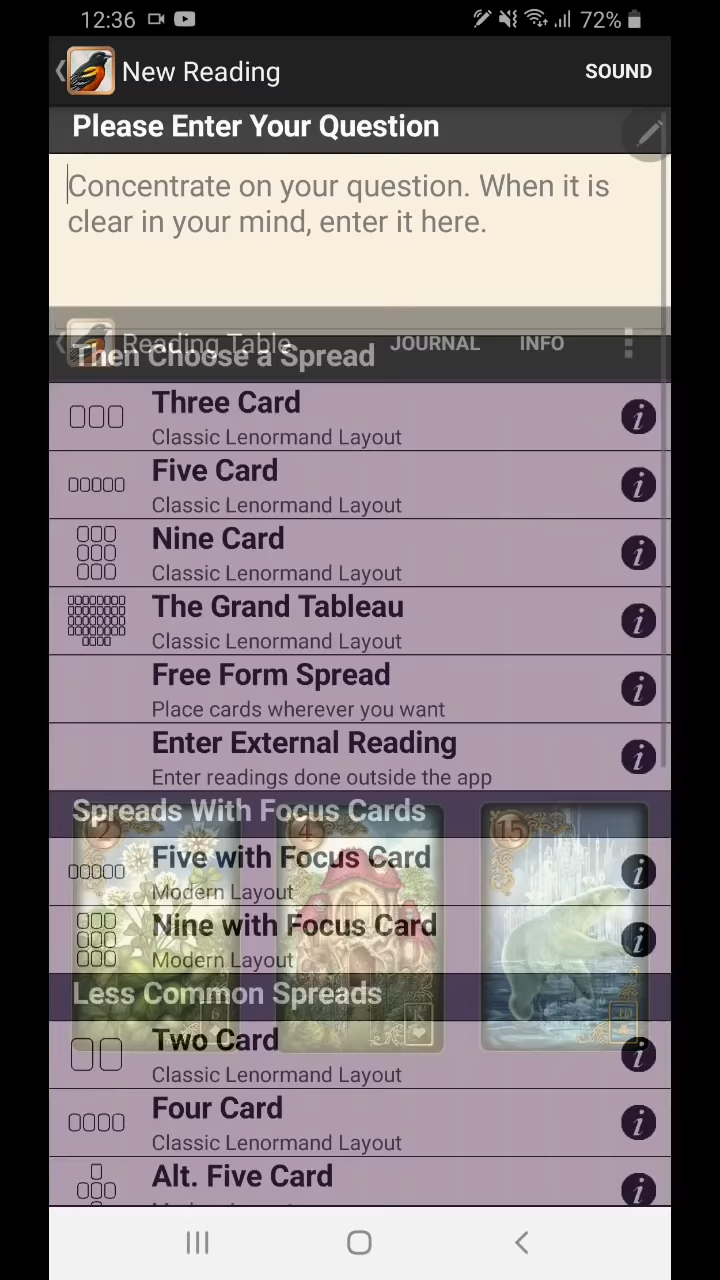 12:36
72%
New Reading
SOUND
Please Enter Your Question
Concentrate on your question. When it is
clear in your mind, enter it here.
Reading Table
JOURNAL
INFO
Then Choose a Spread
Three Card
Classic Lenormand Layout
Five Card
Classic Lenormand Layout
Nine Card
Classic Lenormand Layout
The Grand Tableau
Classic Lenormand Layout
Free Form Spread
Place cards wherever you want
Enter External Reading
Enter readings done outside the app
Spreads With Focus Cards
2
4
15
Five with Focus Card
Modern Layout
Nine with Focus Card
Modern Layout
Less Common Spreads
Two Card
Classic Lenormand Layout
Four Card
Classic Lenormand Layout
Alt. Five Card